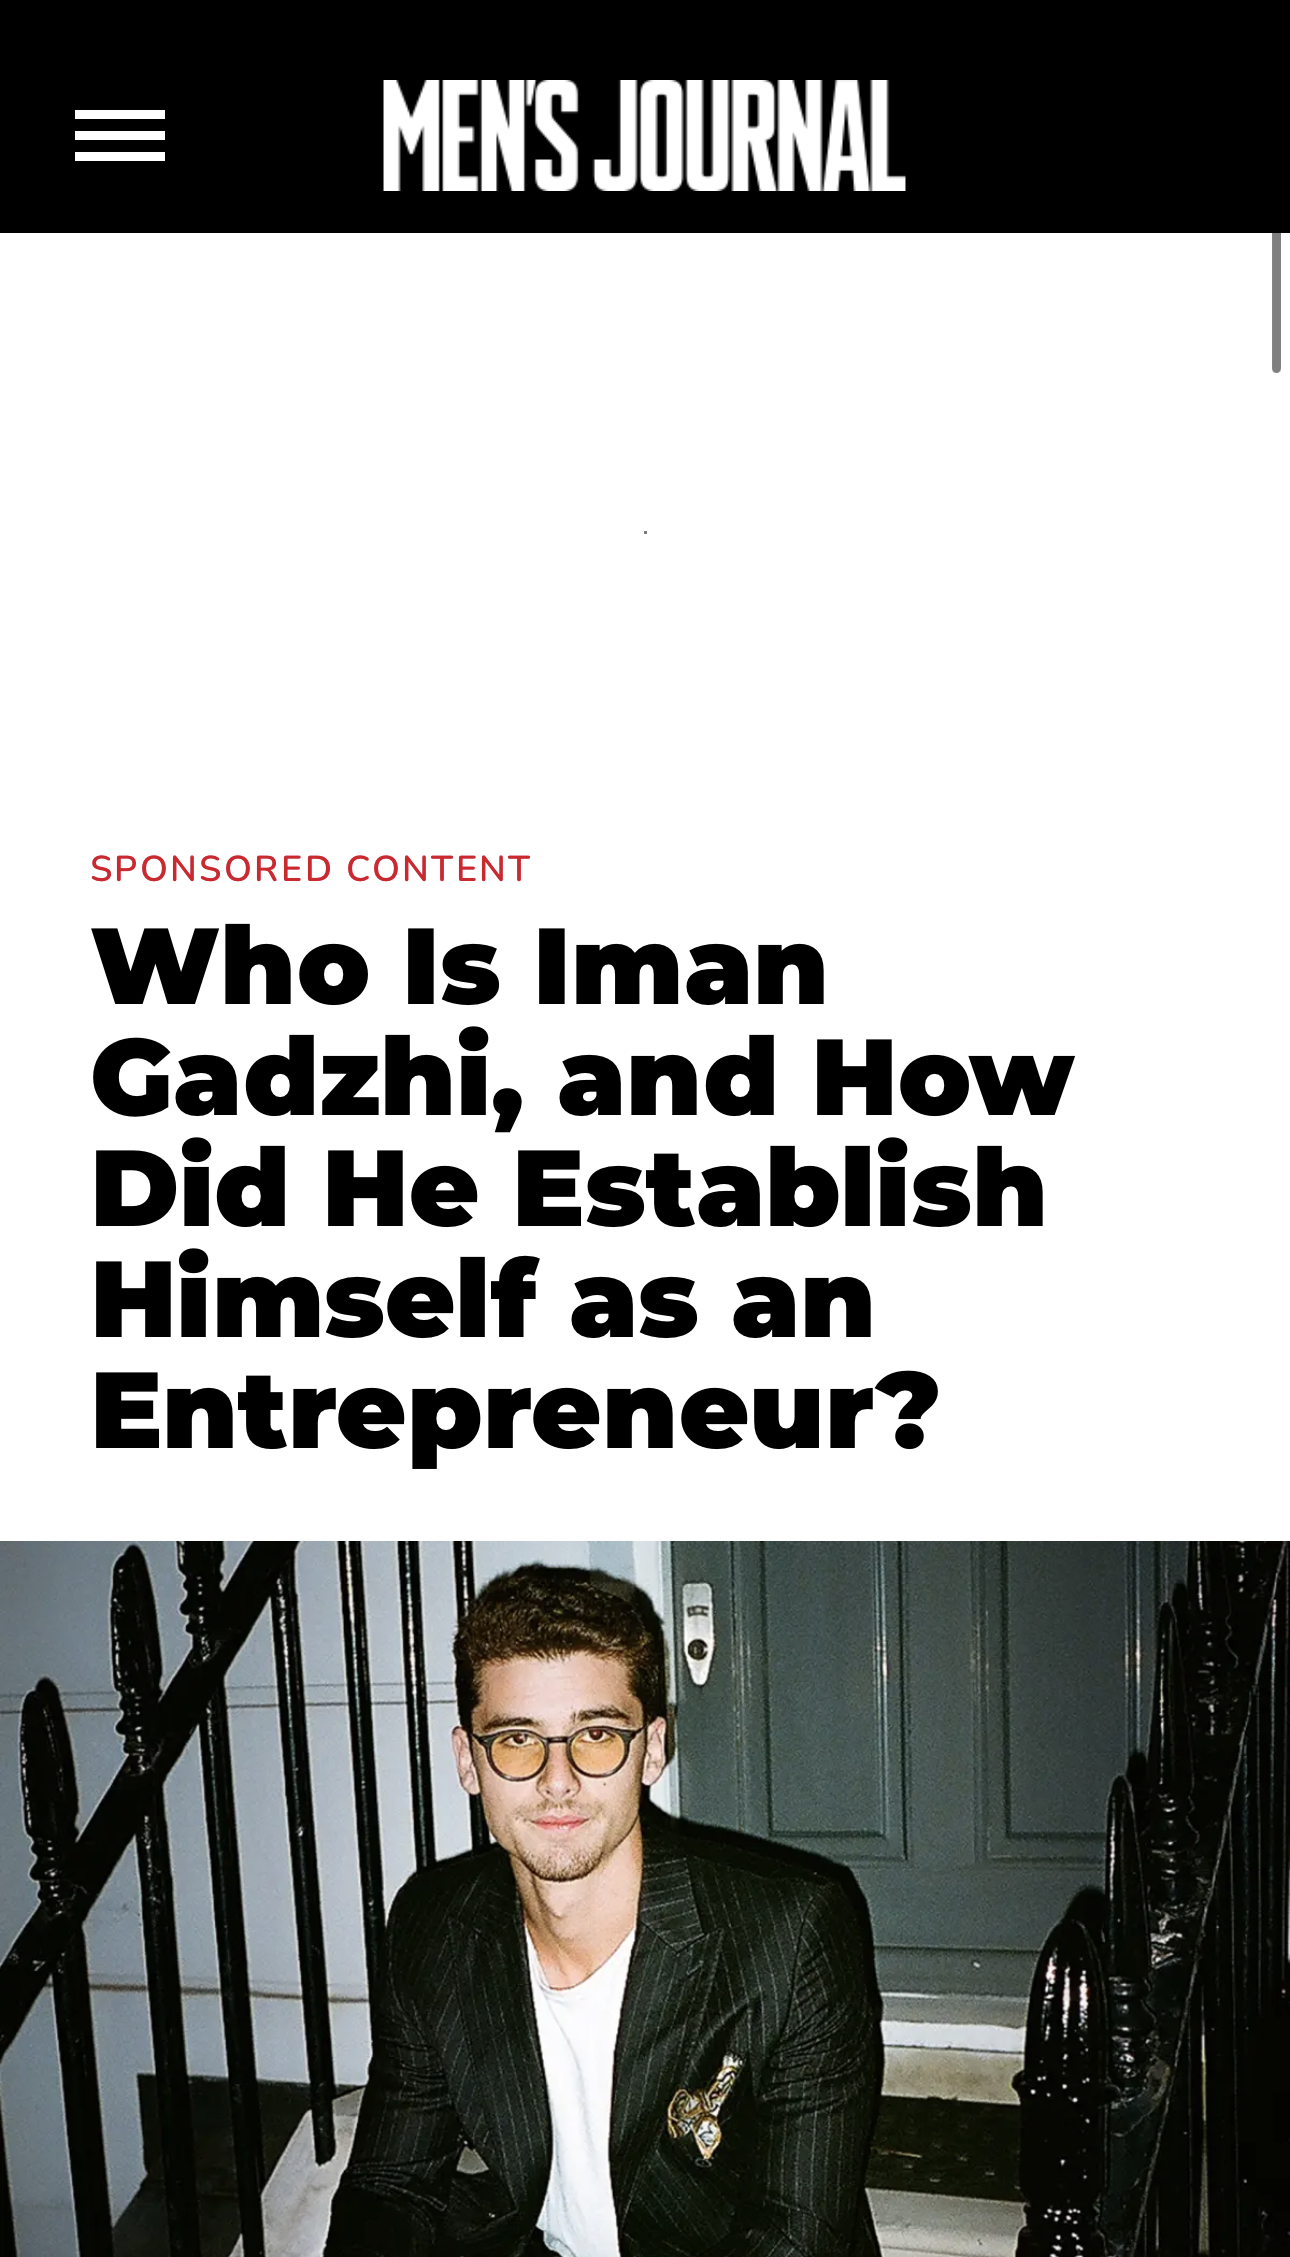 MEN'S JOURNAL
SPONSORED CONTENT
Who Is Iman
Gadzhi, and How
Did He Establish
Himself as an
Entrepreneur?